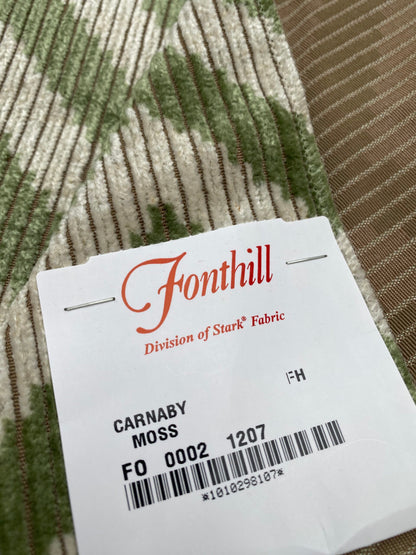 Fonthill
Division of Stark® Fabric
FH
CARNABY
MOSS
FO 0002 1207
*1010298107*